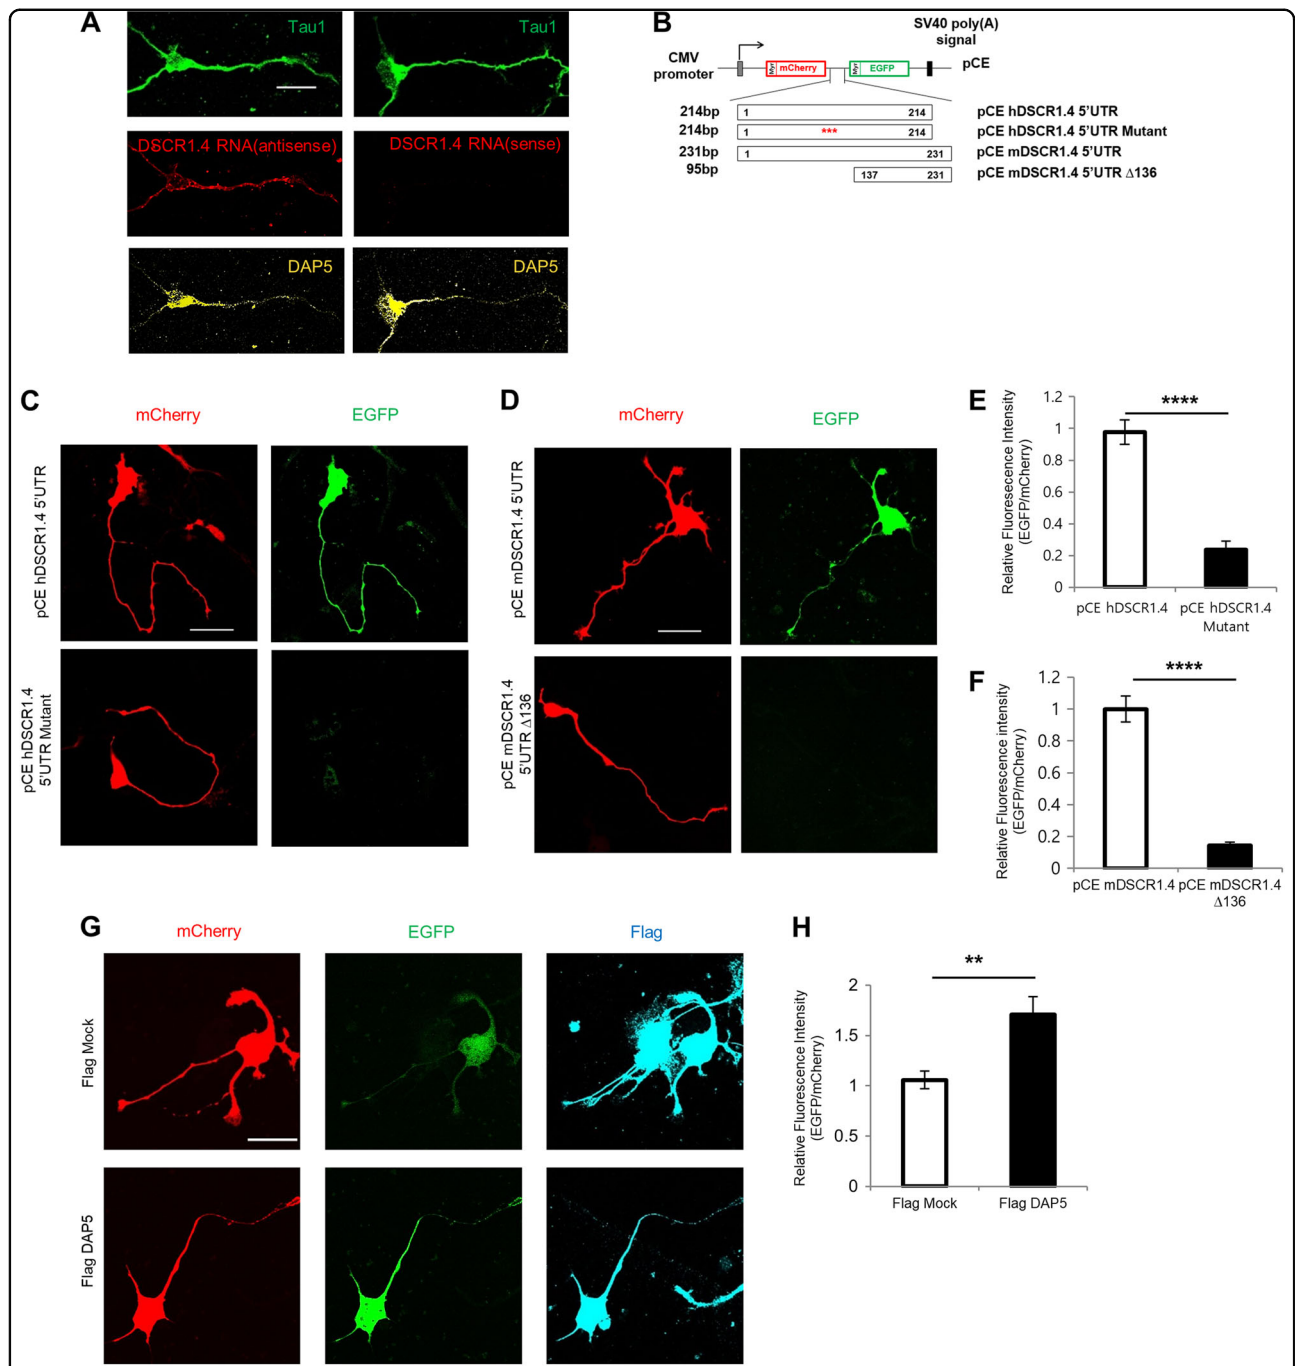 A
Tau1
Tau1
DSCR1.4 RNA(antisense)
DSCR1.4 RNA(sense)
DAP5
DAP5
B
SV40 poly(A)
signal
CMV
promoter
Myr
mCherry
Myr
EGFP
pCE
214bp
1
214
pCE hDSCR1.4 5'UTR
214bp
1
***
214
pCE hDSCR1.4 5'UTR Mutant
231bp
1
231
pCE mDSCR1.4 5'UTR
95bp
137
231
pCE mDSCR1.4 5'UTR Δ136
C
mCherry
EGFP
pCE hDSCR1.4 5'UTR
pCE hDSCR1.4
5'UTR Mutant
D
mCherry
EGFP
pCE mDSCR1.4 5'UTR
pCE mDSCR1.4
5'UTR Δ136
E
Relative Fluoresecence Intensity
(EGFP/mCherry)
1.2
1
0.8
0.6
0.4
0.2
0
****
pCE hDSCR1.4
pCE hDSCR1.4
Mutant
F
Relative Fluorescence intensity
(EGFP/mCherry)
1.2
1
0.8
0.6
0.4
0.2
0
****
pCE mDSCR1.4
pCE mDSCR1.4
Δ136
G
mCherry
EGFP
Flag
Flag Mock
Flag DAP5
H
Relative Fluorescence Intensity
(EGFP/mCherry)
2
1.5
1
0.5
0
**
Flag Mock
Flag DAP5